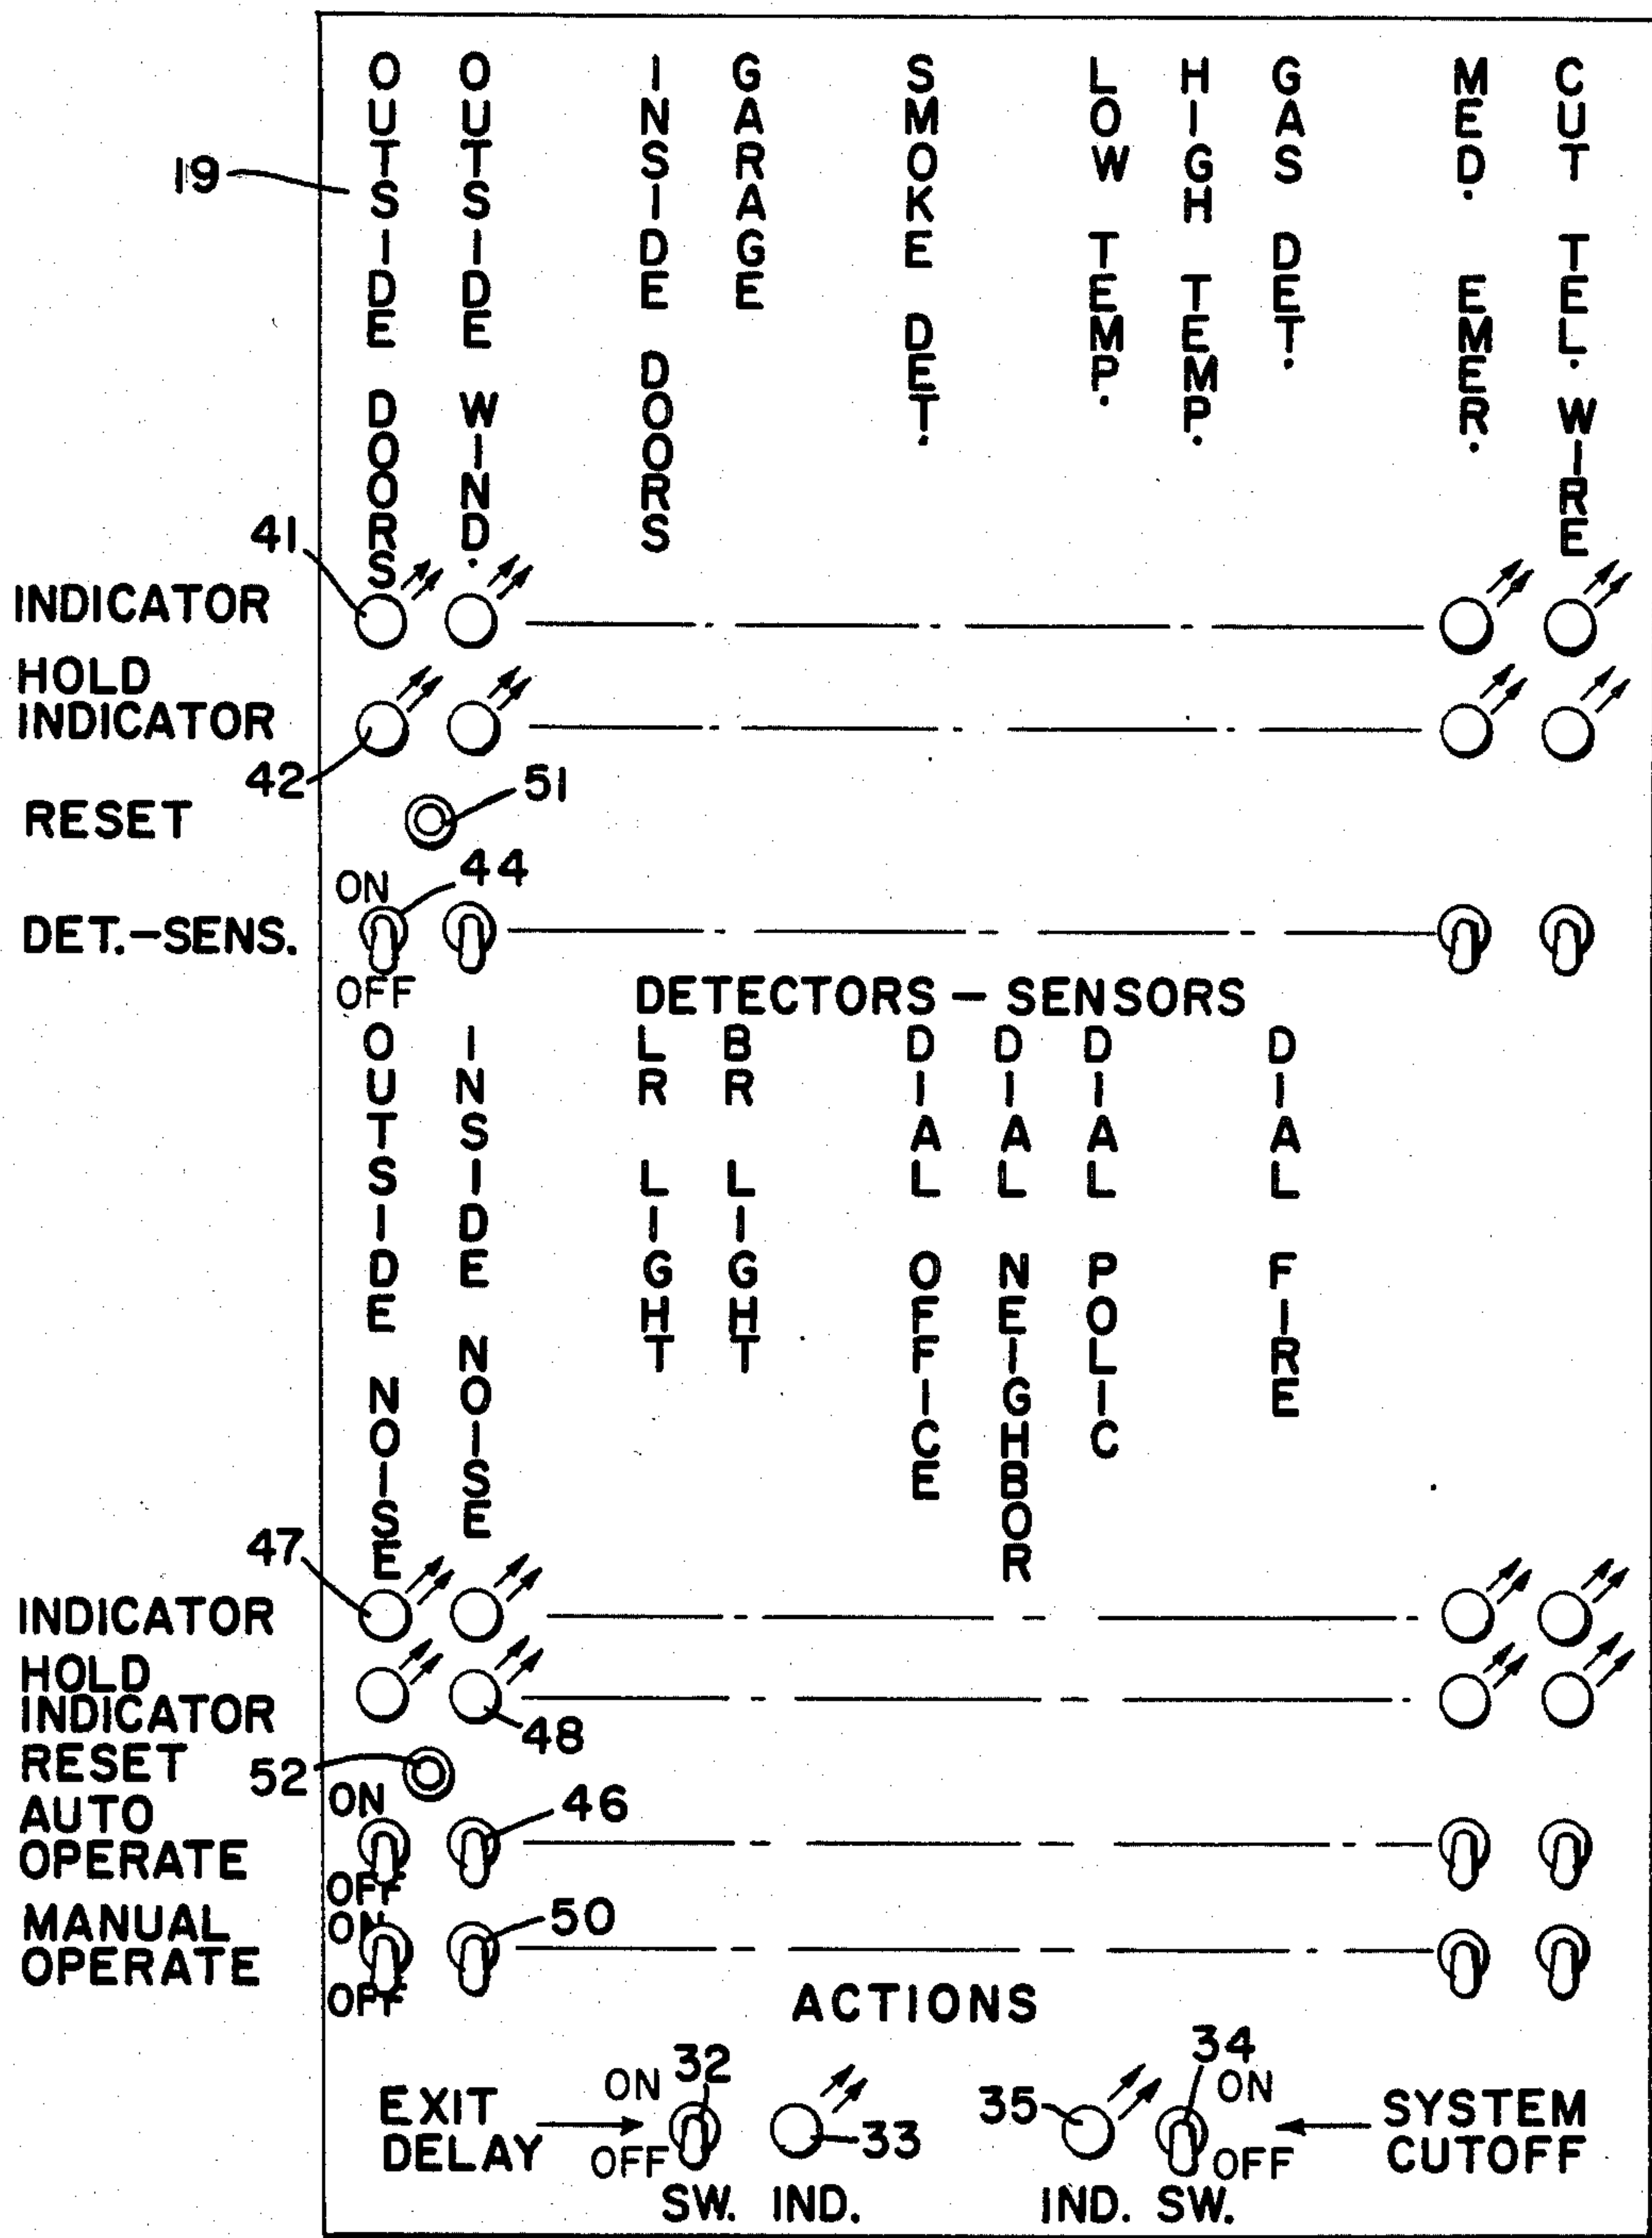 OUTSIDE DOORS
OUTSIDE WIND.
INSIDE DOORS
GARAGE
SMOKE DET.
LOW TEMP.
HIGH TEMP.
GAS DET.
MED. EMER.
CUT TEL. WIRE
19
41
INDICATOR
HOLD
INDICATOR
42
RESET
51
ON
44
DET.-SENS.
OFF
DETECTORS - SENSORS
OUTSIDE NOISE
INSIDE NOISE
LR LIGHT
BR LIGHT
DIAL OFFICE
DIAL NEIGHBOR
DIAL POLIC
DIAL FIRE
47
INDICATOR
HOLD
INDICATOR
48
RESET
52
ON
AUTO
OPERATE
46
OFF
MANUAL
OPERATE
ON
50
OFF
ACTIONS
EXIT
DELAY
ON
OFF
32
33
SW. IND.
35
34
ON
OFF
IND. SW.
SYSTEM
CUTOFF